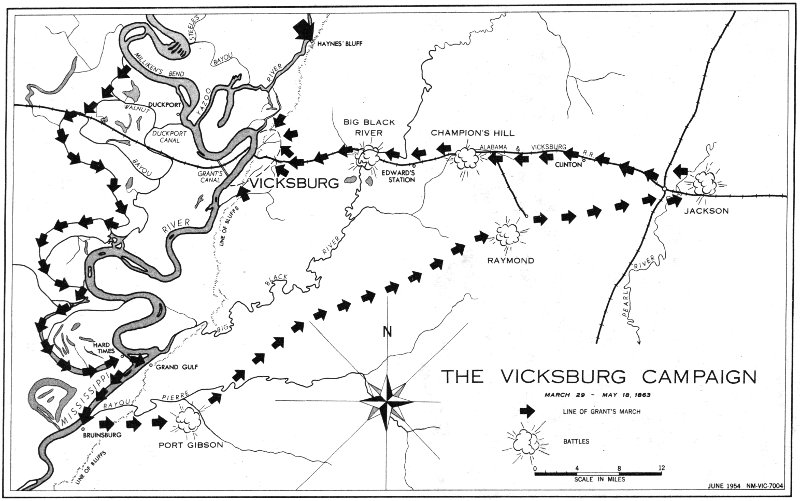 STEELE'S
BAYOU
HAYNES' BLUFF
MILLIKEN'S BEND
YAZOO RIVER
WALNUT
BAYOU
DUCKPORT
DUCKPORT
CANAL
GRANT'S
CANAL
VICKSBURG
BIG BLACK
RIVER
CHAMPION'S HILL
ALABAMA & VICKSBURG R.R.
EDWARD'S
STATION
CLINTON
JACKSON
RIVER
LINE OF BLUFFS
RAYMOND
PEARL RIVER
BIG BLACK RIVER
HARD
TIMES
GRAND GULF
MISSISSIPPI
BAYOU PIERRE
BRUINSBURG
PORT GIBSON
LINE OF BLUFFS
N
THE VICKSBURG CAMPAIGN
MARCH 29 - MAY 18, 1863
LINE OF GRANT'S MARCH
BATTLES
0 4 8 12
SCALE IN MILES
JUNE 1954 NM-VIC-7004